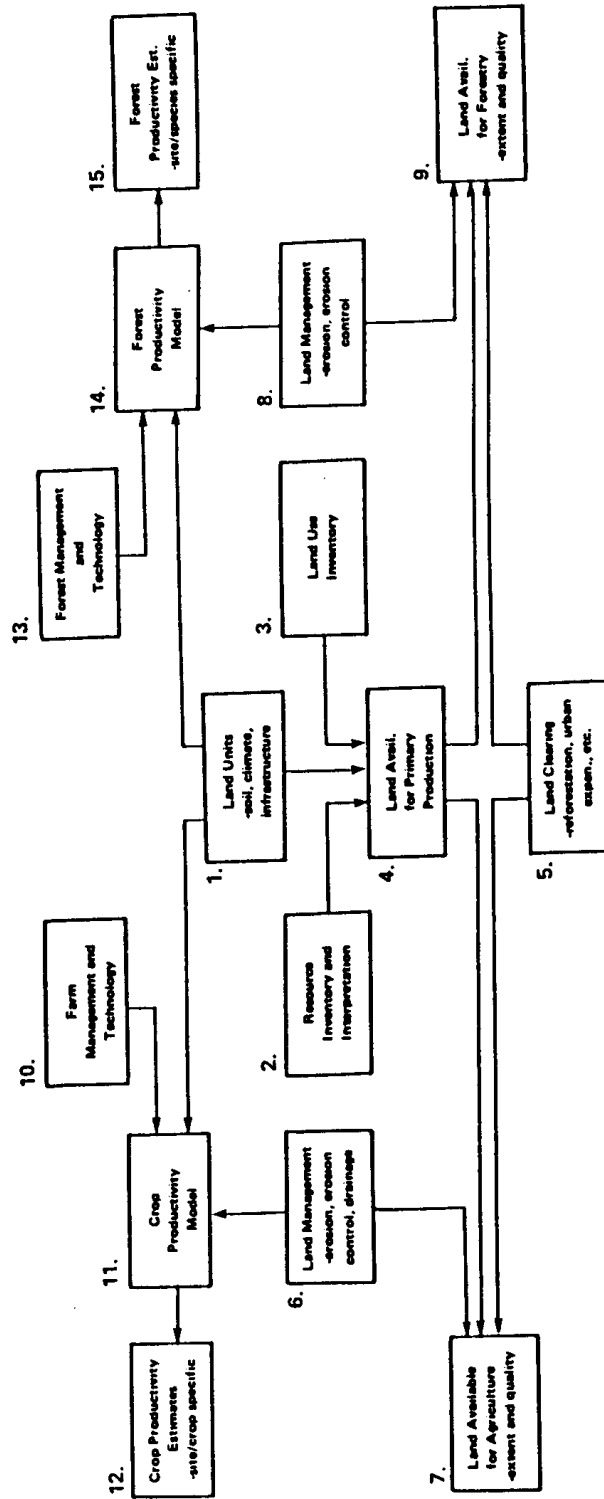 10.
Farm
Management and
Technology
13.
Forest Management
and
Technology
12.
Crop Productivity
Estimates
-site/crop specific
11.
Crop
Productivity
Model
14.
Forest
Productivity
Model
15.
Forest
Productivity Est.
-site/species specific
1.
Land Units
-soil, climate,
infrastructure
6.
Land Management
-erosion, erosion
control, drainage
2.
Resource
Inventory and
Interpretation
3.
Land Use
Inventory
8.
Land Management
-erosion, erosion
control
4.
Land Avail.
for Primary
Production
7.
Land Available
for Agriculture
-extent and quality
5.
Land Clearing
-reforestation, urban
expan., etc.
9.
Land Avail.
for Forestry
-extent and quality